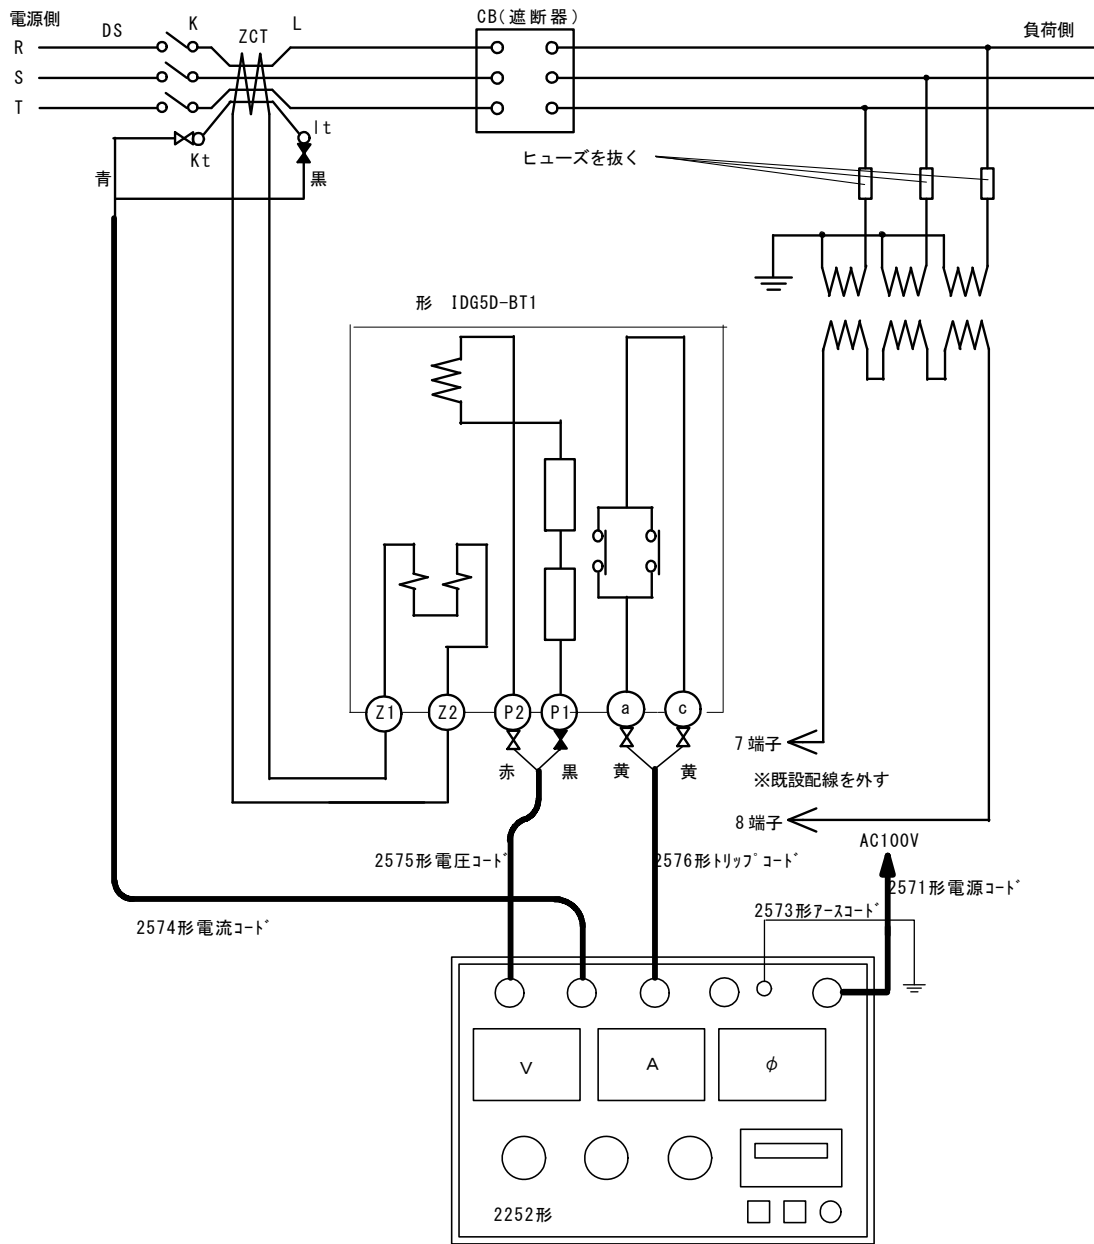 電源側
DS
K
ZCT
L
CB(遮断器)
負荷側
R
S
T
Kt
lt
青
黒
ヒューズを抜く
形 IDG5D-BT1
Z1
Z2
P2
P1
a
c
赤
黒
黄
黄
7端子
※既設配線を外す
8端子
AC100V
2575形電圧ｺｰﾄﾞ
2576形ﾄﾘｯﾌﾟｺｰﾄﾞ
2571形電源ｺｰﾄﾞ
2573形ｱｰｽｺｰﾄﾞ
2574形電流ｺｰﾄﾞ
V
A
φ
2252形